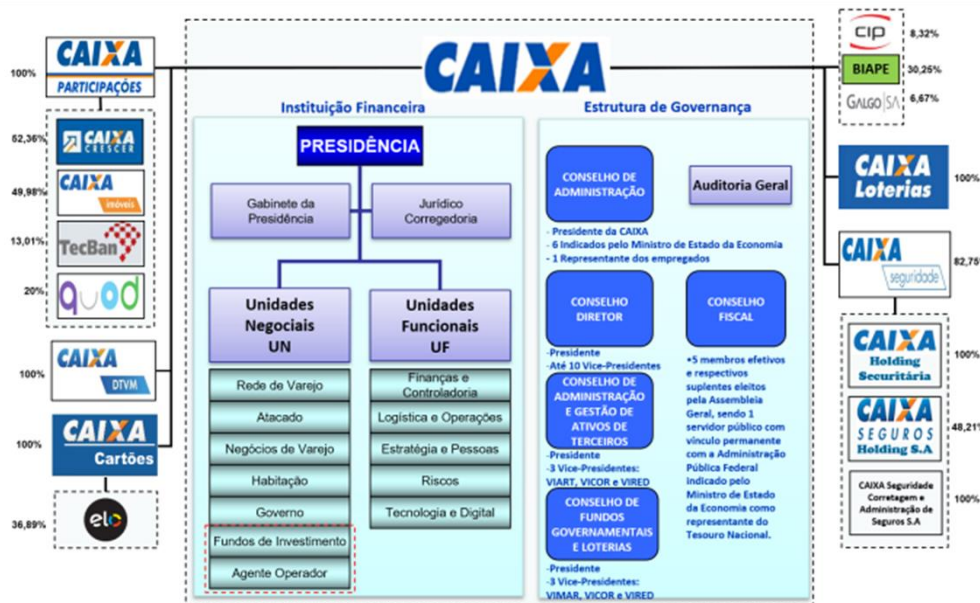 CAIXA
100%
PARTICIPAÇÕES
62,36%
CAIXA
CRESCER
49,98%
CAIXA
imóveis
13,01%
TecBan
20%
quod
100%
CAIXA
DTVM
100%
CAIXA
Cartões
36,89%
elo
CAIXA
Instituição Financeira
PRESIDÊNCIA
Gabinete da
Presidência
Jurídico
Corregedoria
Unidades
Negociais
UN
Unidades
Funcionais
UF
Rede de Varejo
Atacado
Negócios de Varejo
Habitação
Governo
Fundos de Investimento
Agente Operador
Finanças e
Controladoria
Logística e Operações
Estratégia e Pessoas
Riscos
Tecnologia e Digital
Estrutura de Governança
CONSELHO DE
ADMINISTRAÇÃO
Auditoria Geral
- Presidente da CAIXA
- 6 Indicados pelo Ministro de Estado da Economia
- 1 Representante dos empregados
CONSELHO
DIRETOR
-Presidente
-Até 10 Vice-Presidentes
CONSELHO DE
ADMINISTRAÇÃO
E GESTÃO DE
ATIVOS DE
TERCEIROS
-Presidente
-3 Vice-Presidentes:
VIART, VICOR e VIRED
CONSELHO DE
FUNDOS
GOVERNAMENTAIS
E LOTERIAS
-Presidente
-3 Vice-Presidentes:
VIMAR, VICOR e VIRED
CONSELHO
FISCAL
•5 membros efetivos e
respectivos
suplentes eleitos
pela Assembleia
Geral, sendo 1
servidor público com
vínculo permanente
com a Administração
Pública Federal
indicado pelo
Ministro de Estado
da Economia como
representante do
Tesouro Nacional.
cip
8,32%
BIAPE
30,25%
GALGO|SA
6,67%
CAIXA
Loterias
100%
CAIXA
seguridade
82,75%
CAIXA
Holding
Securitária
100%
CAIXA
SEGUROS
Holding S.A
48,21%
CAIXA Seguridade
Corretagem e
Administração de
Seguros S.A
100%